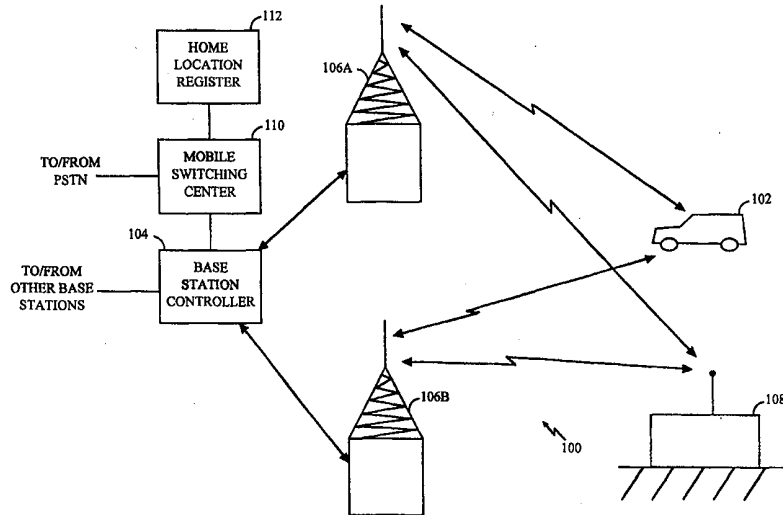 112
HOME
LOCATION
REGISTER
106A
110
TO/FROM
PSTN
MOBILE
SWITCHING
CENTER
102
104
TO/FROM
OTHER BASE
STATIONS
BASE
STATION
CONTROLLER
106B
108
100